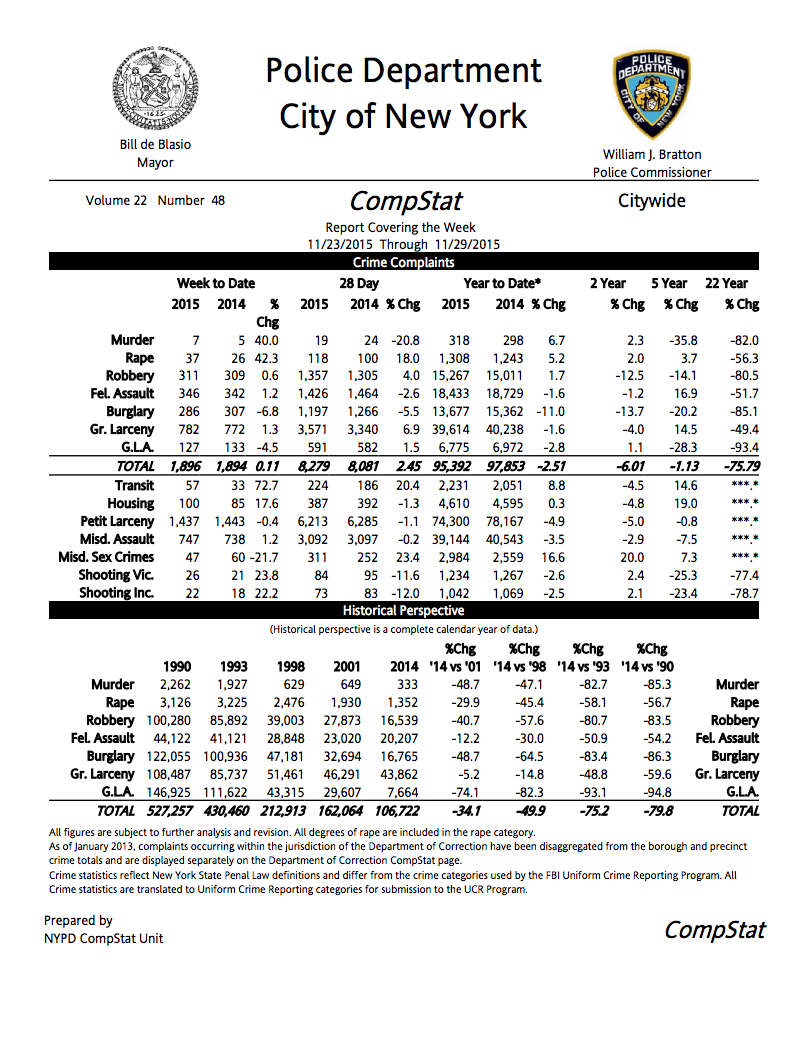 Police Department
City of New York
Bill de Blasio
Mayor
POLICE
DEPARTMENT
CITY OF NEW YORK
William J. Bratton
Police Commissioner
Volume 22 Number 48
CompStat
Citywide
Report Covering the Week
11/23/2015 Through 11/29/2015
Crime Complaints
Week to Date 28 Day Year to Date* 2 Year 5 Year 22 Year
2015 2014 % Chg 2015 2014 % Chg 2015 2014 % Chg % Chg % Chg % Chg
Murder 7 5 40.0 19 24 -20.8 318 298 6.7 2.3 -35.8 -82.0
Rape 37 26 42.3 118 100 18.0 1,308 1,243 5.2 2.0 3.7 -56.3
Robbery 311 309 0.6 1,357 1,305 4.0 15,267 15,011 1.7 -12.5 -14.1 -80.5
Fel. Assault 346 342 1.2 1,426 1,464 -2.6 18,433 18,729 -1.6 -1.2 16.9 -51.7
Burglary 286 307 -6.8 1,197 1,266 -5.5 13,677 15,362 -11.0 -13.7 -20.2 -85.1
Gr. Larceny 782 772 1.3 3,571 3,340 6.9 39,614 40,238 -1.6 -4.0 14.5 -49.4
G.L.A. 127 133 -4.5 591 582 1.5 6,775 6,972 -2.8 1.1 -28.3 -93.4
TOTAL 1,896 1,894 0.11 8,279 8,081 2.45 95,392 97,853 -2.51 -6.01 -1.13 -75.79
Transit 57 33 72.7 224 186 20.4 2,231 2,051 8.8 -4.5 14.6 ***.*
Housing 100 85 17.6 387 392 -1.3 4,610 4,595 0.3 -4.8 19.0 ***.*
Petit Larceny 1,437 1,443 -0.4 6,213 6,285 -1.1 74,300 78,167 -4.9 -5.0 -0.8 ***.*
Misd. Assault 747 738 1.2 3,092 3,097 -0.2 39,144 40,543 -3.5 -2.9 -7.5 ***.*
Misd. Sex Crimes 47 60 -21.7 311 252 23.4 2,984 2,559 16.6 20.0 7.3 ***.*
Shooting Vic. 26 21 23.8 84 95 -11.6 1,234 1,267 -2.6 2.4 -25.3 -77.4
Shooting Inc. 22 18 22.2 73 83 -12.0 1,042 1,069 -2.5 2.1 -23.4 -78.7
Historical Perspective
(Historical perspective is a complete calendar year of data.)
%Chg %Chg %Chg %Chg
1990 1993 1998 2001 2014 '14 vs '01 '14 vs '98 '14 vs '93 '14 vs '90
Murder 2,262 1,927 629 649 333 -48.7 -47.1 -82.7 -85.3 Murder
Rape 3,126 3,225 2,476 1,930 1,352 -29.9 -45.4 -58.1 -56.7 Rape
Robbery 100,280 85,892 39,003 27,873 16,539 -40.7 -57.6 -80.7 -83.5 Robbery
Fel. Assault 44,122 41,121 28,848 23,020 20,207 -12.2 -30.0 -50.9 -54.2 Fel. Assault
Burglary 122,055 100,936 47,181 32,694 16,765 -48.7 -64.5 -83.4 -86.3 Burglary
Gr. Larceny 108,487 85,737 51,461 46,291 43,862 -5.2 -14.8 -48.8 -59.6 Gr. Larceny
G.L.A. 146,925 111,622 43,315 29,607 7,664 -74.1 -82.3 -93.1 -94.8 G.L.A.
TOTAL 527,257 430,460 212,913 162,064 106,722 -34.1 -49.9 -75.2 -79.8 TOTAL
All figures are subject to further analysis and revision. All degrees of rape are included in the rape category.
As of January 2013, complaints occurring within the jurisdiction of the Department of Correction have been disaggregated from the borough and precinct
crime totals and are displayed separately on the Department of Correction CompStat page.
Crime statistics reflect New York State Penal Law definitions and differ from the crime categories used by the FBI Uniform Crime Reporting Program. All
Crime statistics are translated to Uniform Crime Reporting categories for submission to the UCR Program.
Prepared by
NYPD CompStat Unit
CompStat